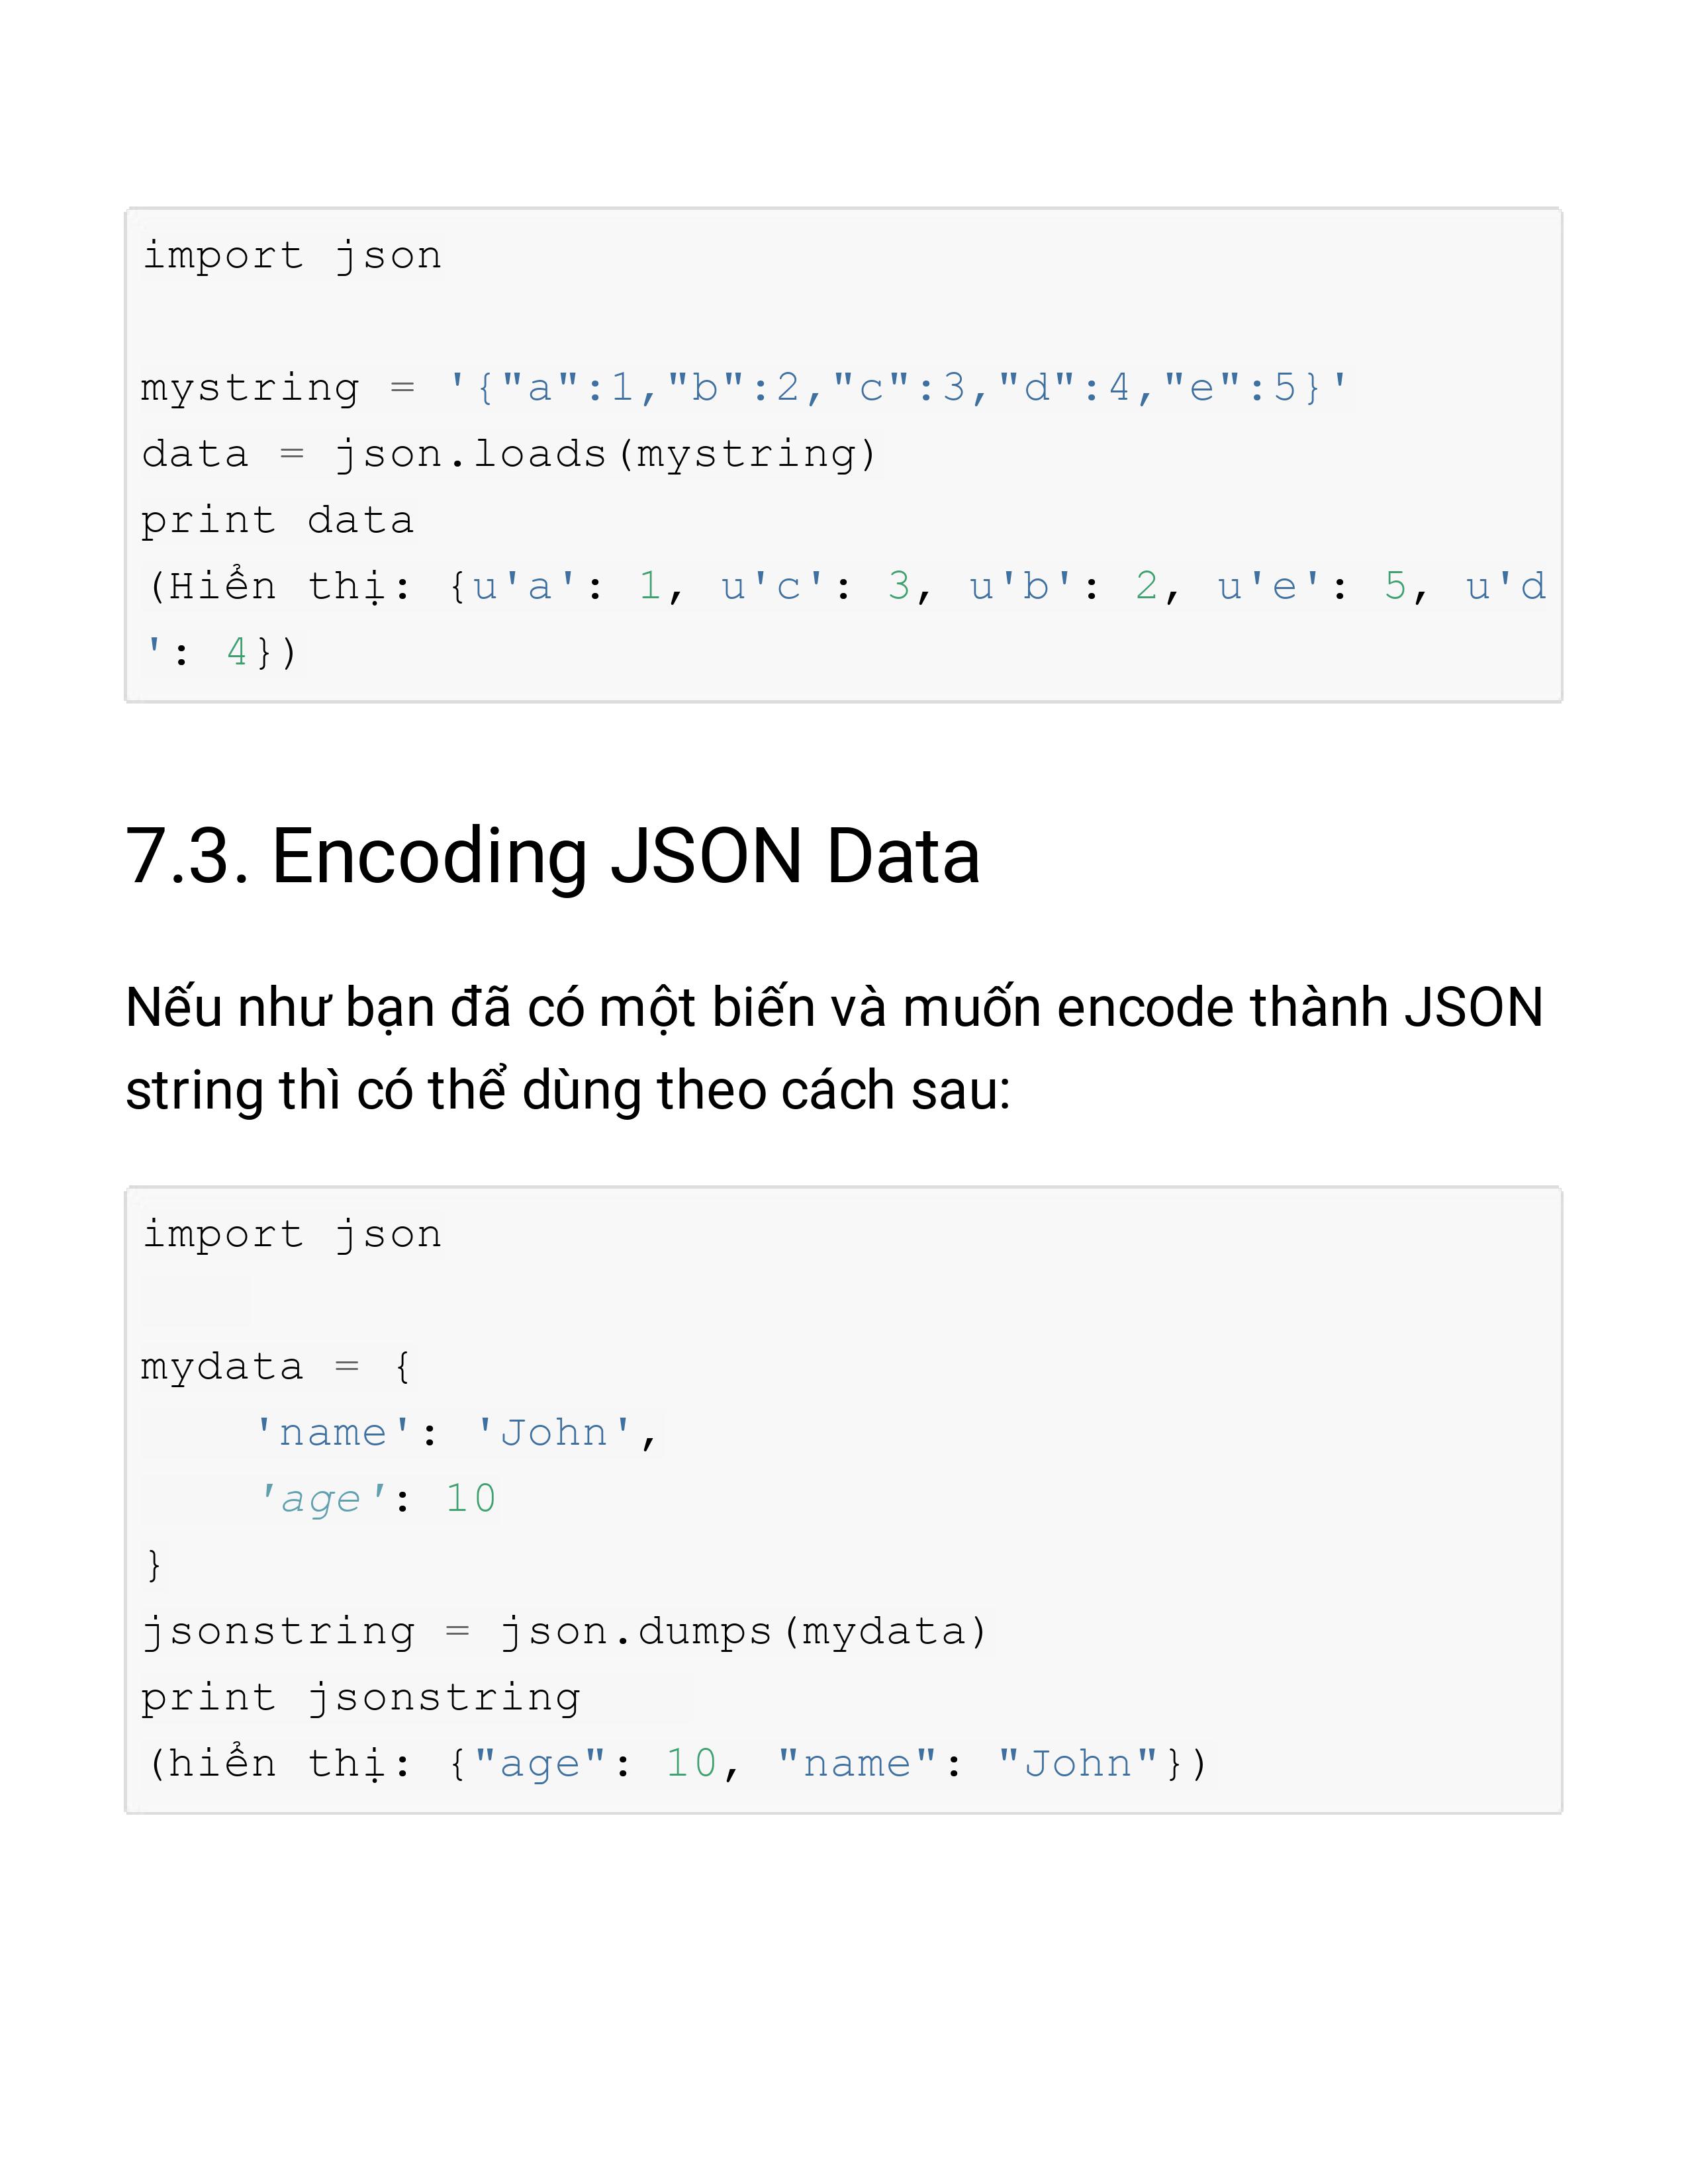 import json
mystring = '{"a":1,"b":2,"c":3,"d":4,"e":5}'
data = json.loads(mystring)
print data
(Hiển thị: {u'a': 1, u'c': 3, u'b': 2, u'e': 5, u'd
': 4})
7.3. Encoding JSON Data
Nếu như bạn đã có một biến và muốn encode thành JSON
string thì có thể dùng theo cách sau:
import json
mydata = {
    'name': 'John',
    'age': 10
}
jsonstring = json.dumps(mydata)
print jsonstring
(hiển thị: {"age": 10, "name": "John"})